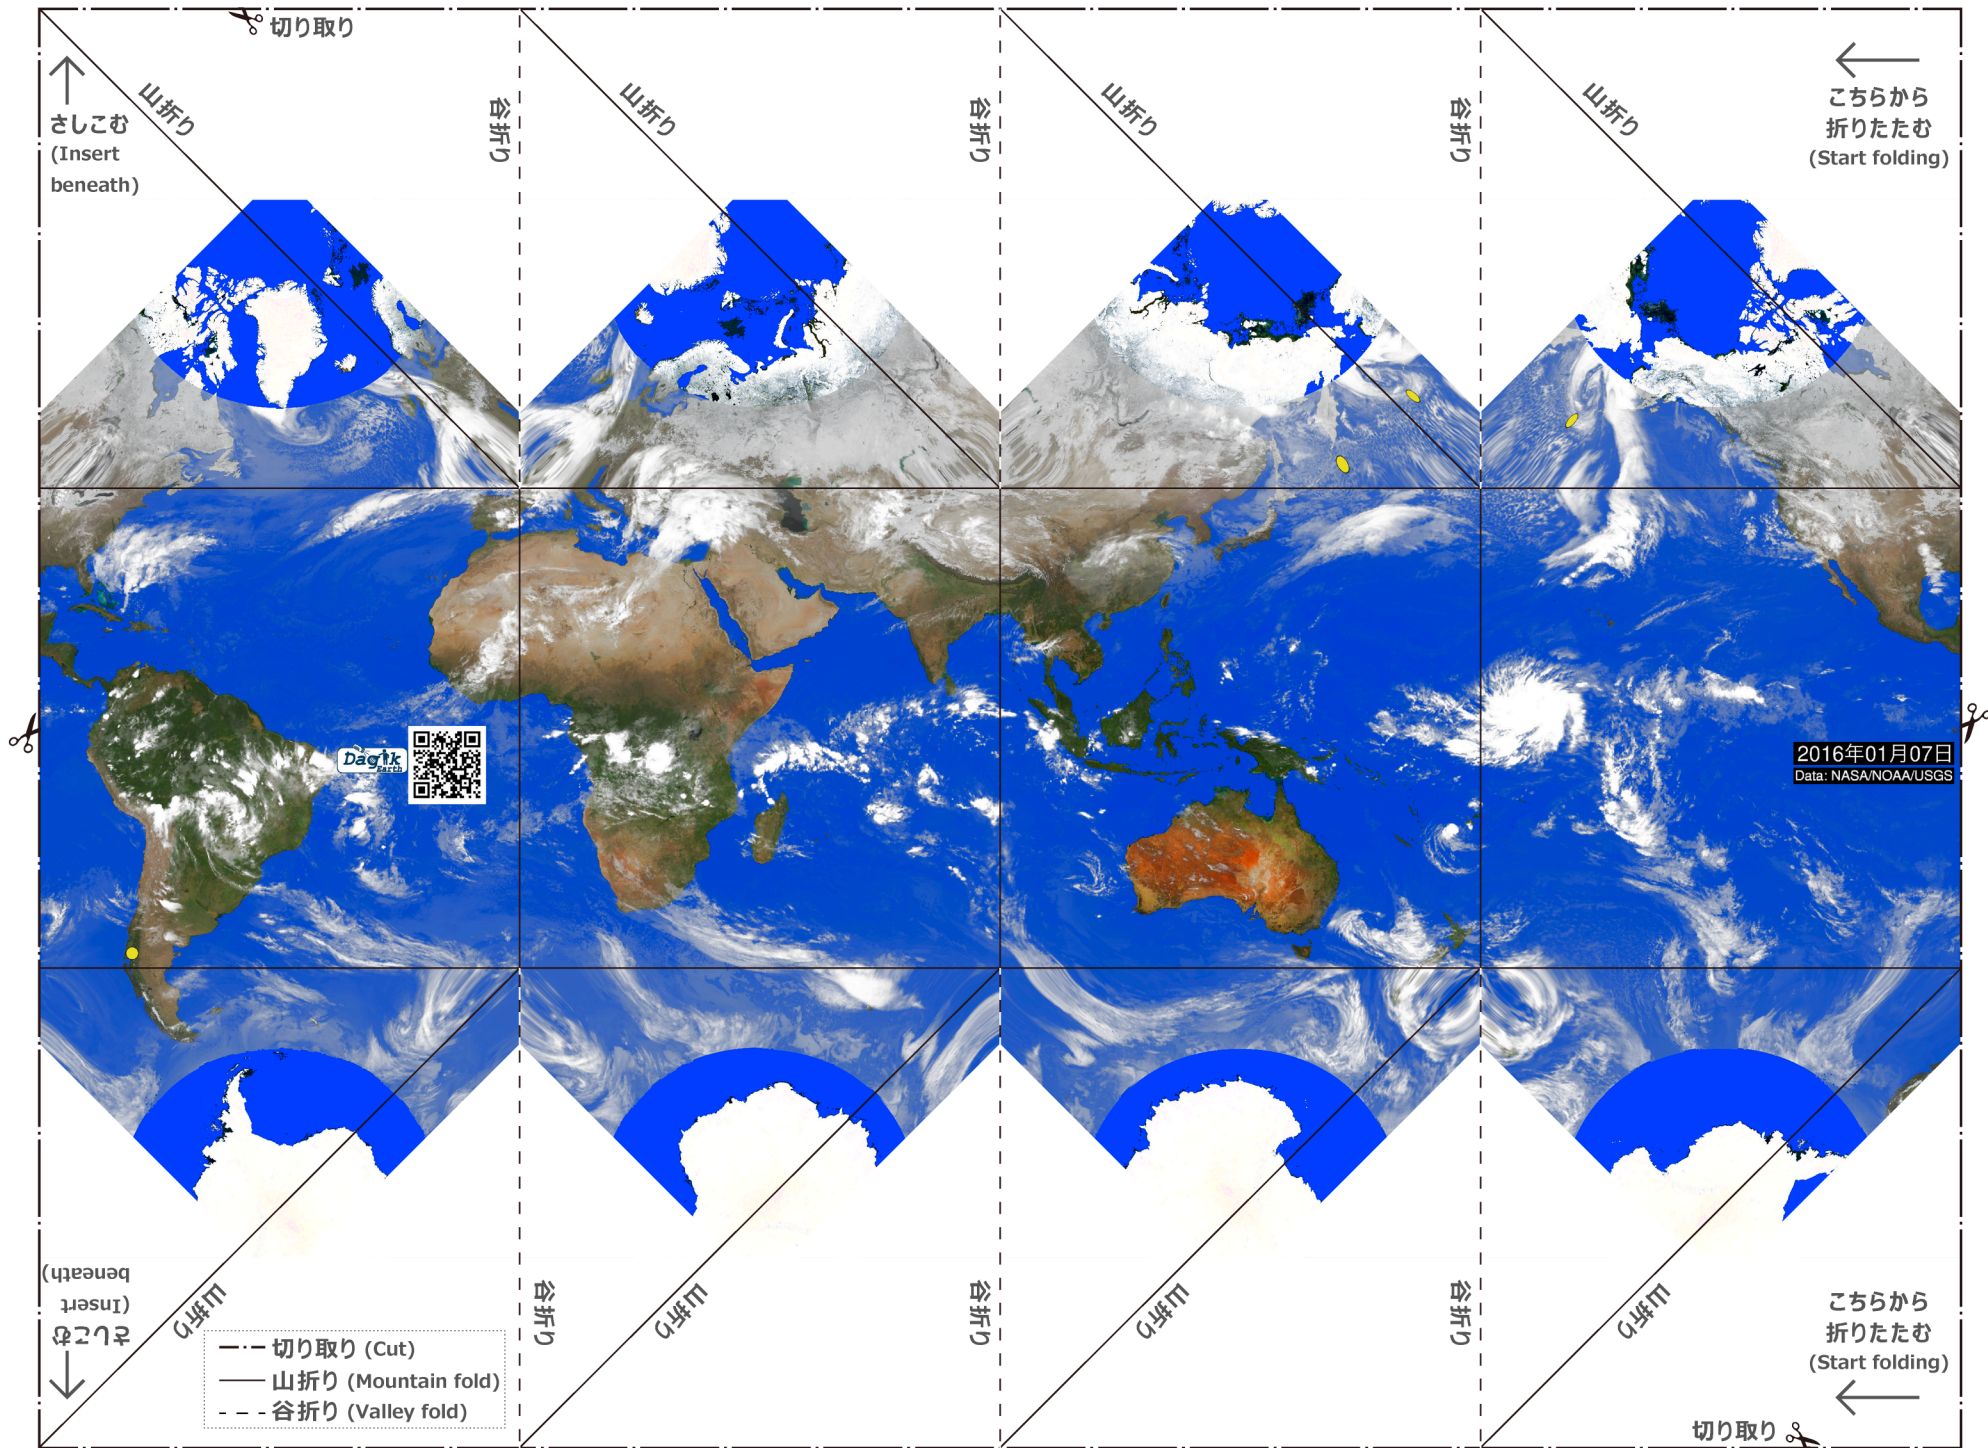 切り取り
山折り
谷折り
山折り
谷折り
山折り
谷折り
山折り
さしこむ
(Insert
beneath)
こちらから
折りたたむ
(Start folding)
Dagik
Earth
2016年01月07日
Data: NASA/NOAA/USGS
さしこむ
(Insert
beneath)
山折り
谷折り
山折り
谷折り
山折り
谷折り
山折り
こちらから
折りたたむ
(Start folding)
切り取り (Cut)
山折り (Mountain fold)
谷折り (Valley fold)
切り取り